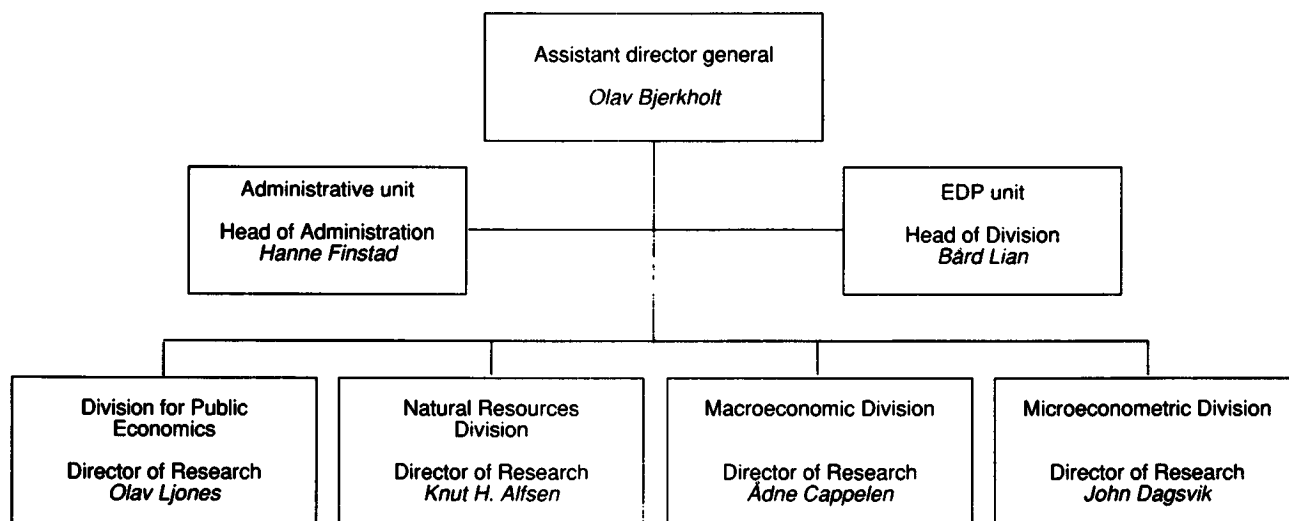 Assistant director general
Olav Bjerkholt
Administrative unit
Head of Administration
Hanne Finstad
EDP unit
Head of Division
Bård Lian
Division for Public
Economics
Director of Research
Olav Ljones
Natural Resources
Division
Director of Research
Knut H. Alfsen
Macroeconomic Division
Director of Research
Ådne Cappelen
Microeconometric Division
Director of Research
John Dagsvik